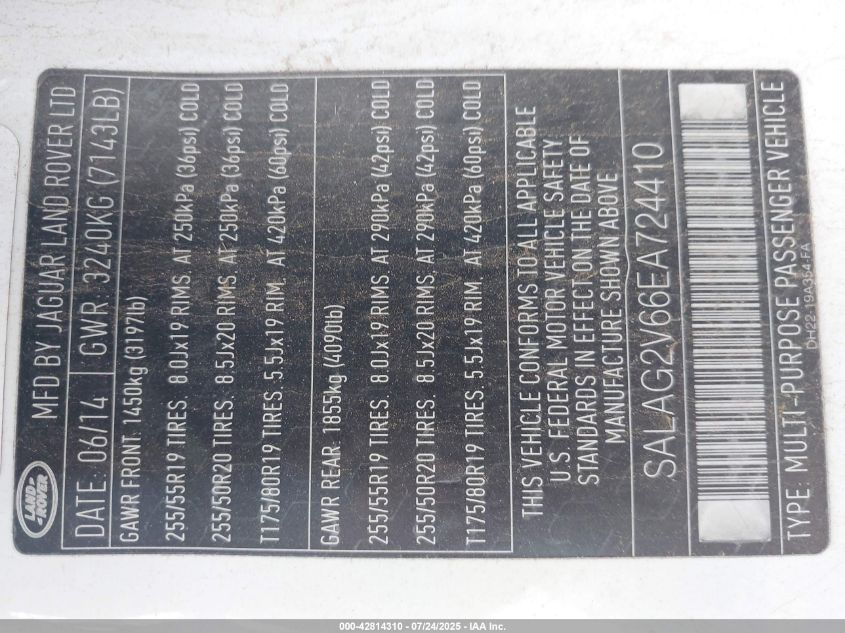 LAND ROVER
MFD BY JAGUAR LAND ROVER LTD
DATE: 06/14 GWR: 3240KG (7143LB)
GAWR FRONT: 1450kg (3197lb)
255/55R19 TIRES. 8.0Jx19 RIMS. AT 250kPa (36psi) COLD
255/50R20 TIRES. 8.5Jx20 RIMS. AT 250kPa (36psi) COLD
T175/80R19 TIRES. 5.5Jx19 RIM. AT 420kPa (60psi) COLD
GAWR REAR: 1855kg (4090lb)
255/55R19 TIRES. 8.0Jx19 RIMS. AT 290kPa (42psi) COLD
255/50R20 TIRES. 8.5Jx20 RIMS. AT 290kPa (42psi) COLD
T175/80R19 TIRES. 5.5Jx19 RIM. AT 420kPa (60psi) COLD
THIS VEHICLE CONFORMS TO ALL APPLICABLE
U.S. FEDERAL MOTOR VEHICLE SAFETY
STANDARDS IN EFFECT ON THE DATE OF
MANUFACTURE SHOWN ABOVE
SALAG2V66EA724410
TYPE: MULTI-PURPOSE PASSENGER VEHICLE
DH22-19A354-FA
000-42814310 - 07/24/2025 - IAA Inc.